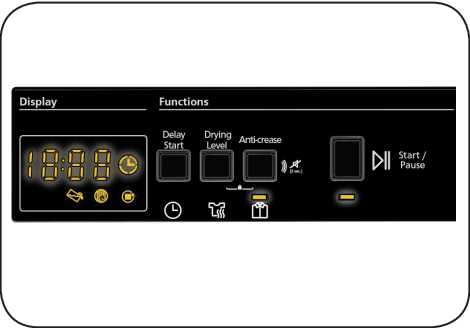 Display
Functions
Delay
Start
Drying
Level
Anti-crease
18:88
(3 sec.)
Start /
Pause